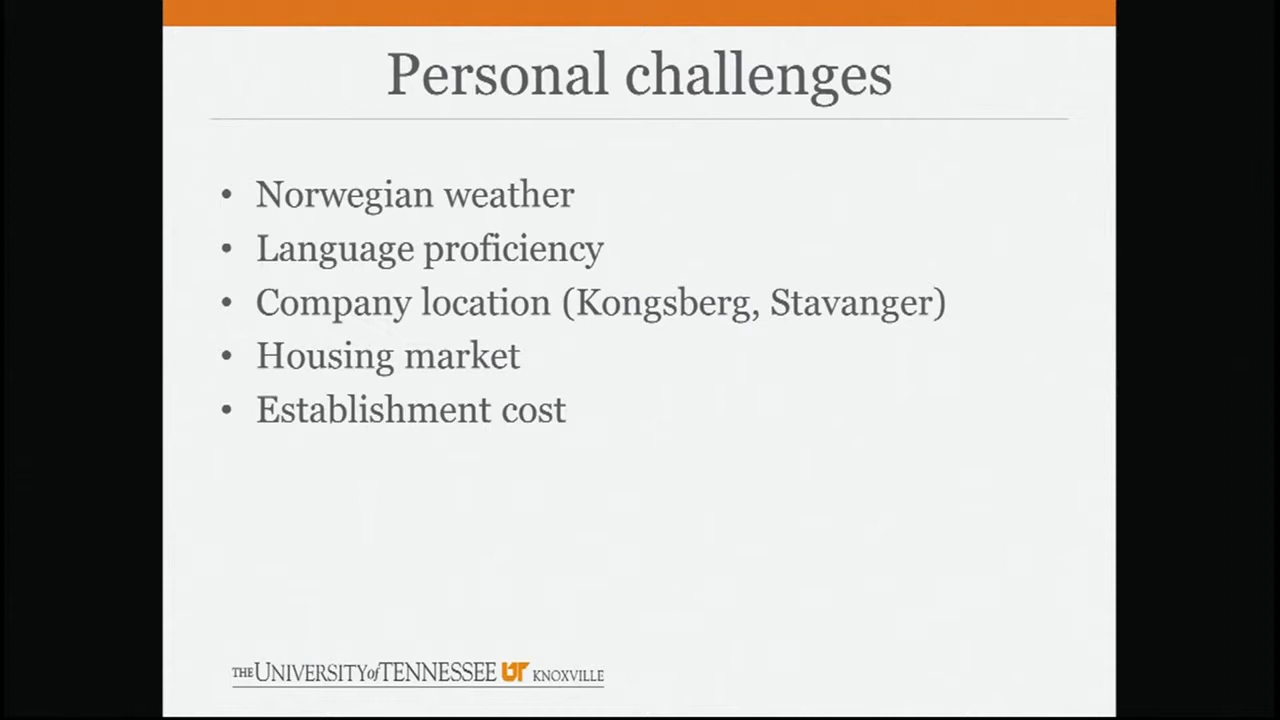 Personal challenges
• Norwegian weather
• Language proficiency
• Company location (Kongsberg, Stavanger)
• Housing market
• Establishment cost
THE UNIVERSITY of TENNESSEE UT KNOXVILLE